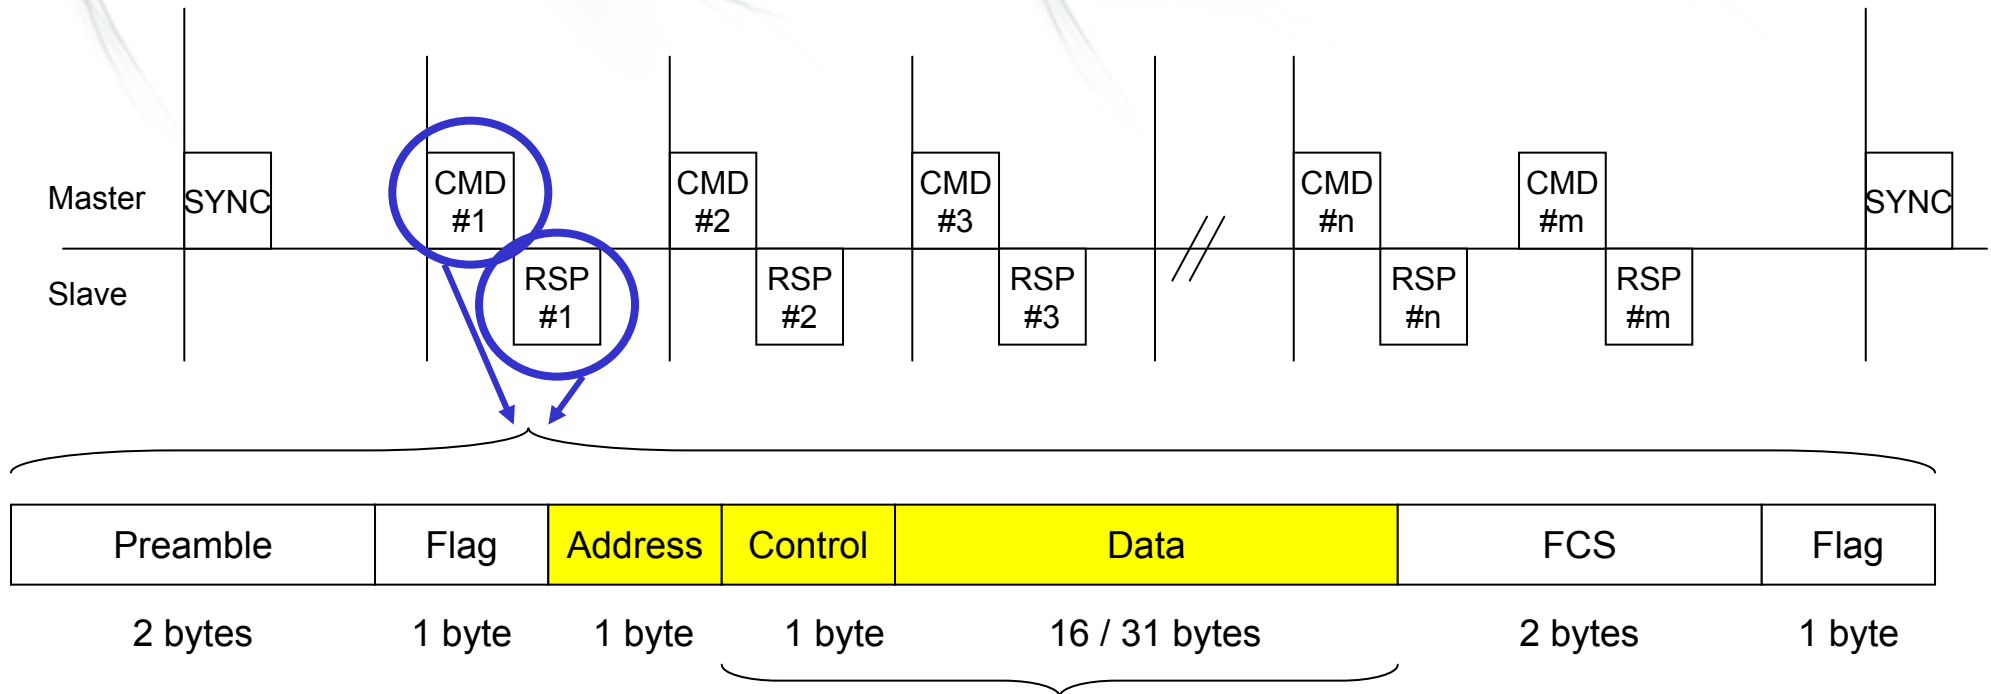 Master
SYNC
CMD
#1
CMD
#2
CMD
#3
CMD
#n
CMD
#m
SYNC
Slave
RSP
#1
RSP
#2
RSP
#3
RSP
#n
RSP
#m
Preamble Flag Address Control Data FCS Flag
2 bytes 1 byte 1 byte 1 byte 16 / 31 bytes 2 bytes 1 byte